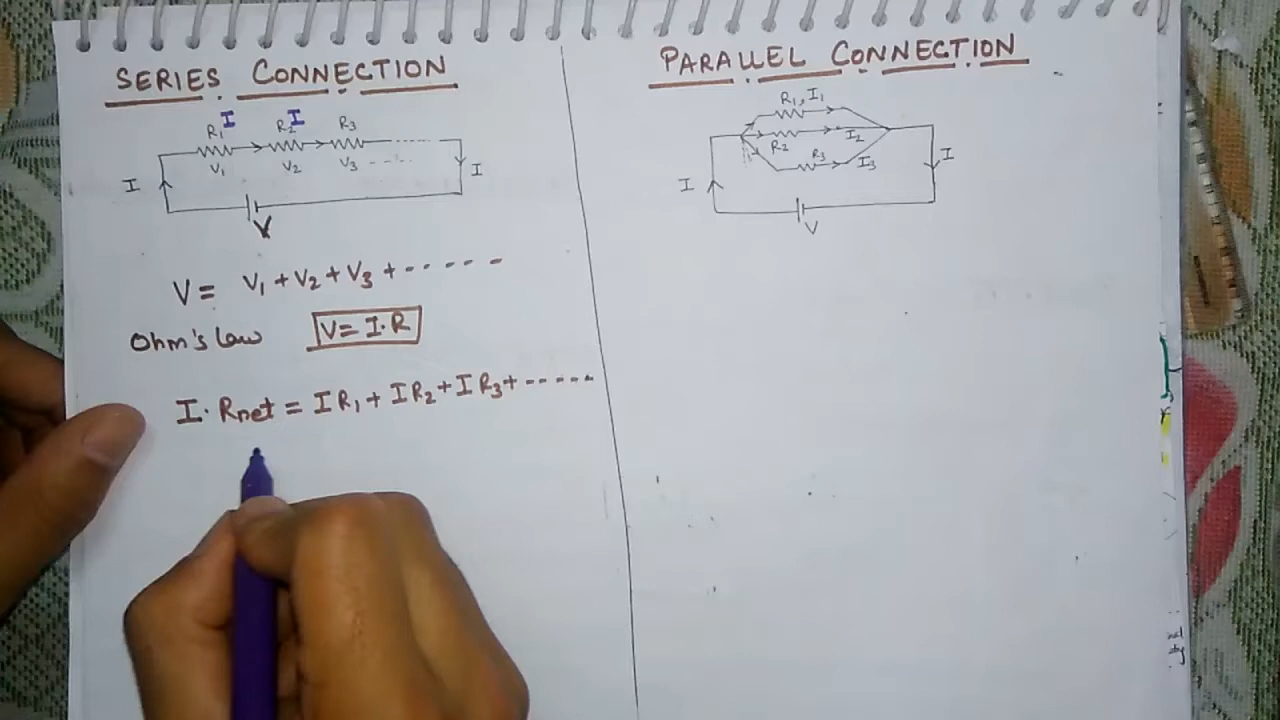 SERIES CONNECTION
R1 I R2 I R3
V1 V2 V3 ----
I I
V
V = V1 + V2 + V3 + -----
Ohm's law V = I·R
I·Rnet = IR1 + IR2 + IR3 + -----
PARALLEL CONNECTION
R1, I1
R2 I2
R3 I3
I I
V